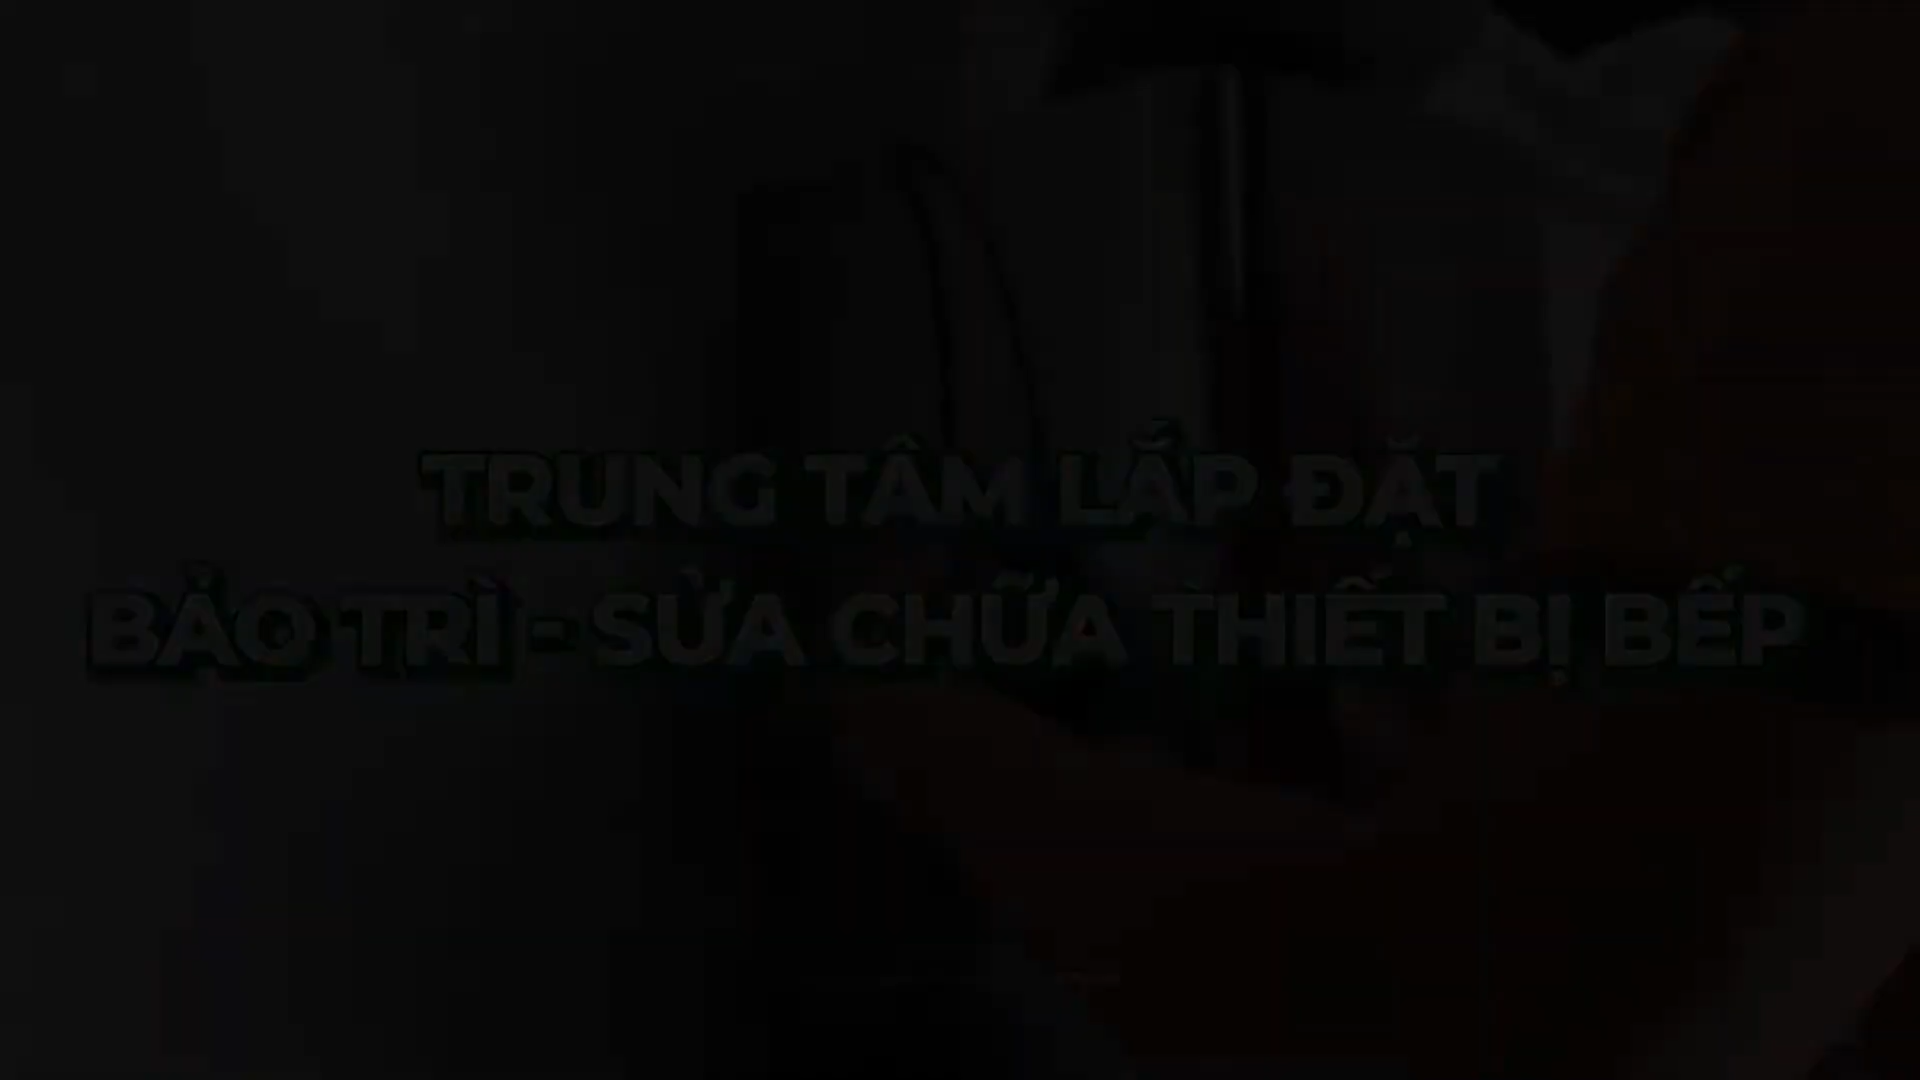 TRUNG TÂM LẮP ĐẶT
BẢO TRÌ - SỬA CHỮA THIẾT BỊ BẾP